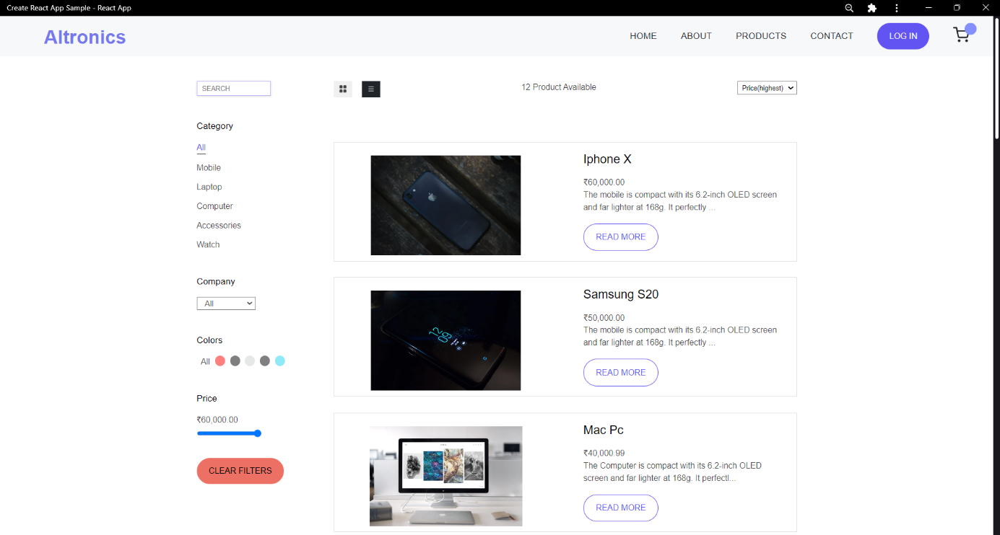 Create React App Sample - React App
Altronics
HOME
ABOUT
PRODUCTS
CONTACT
LOG IN
SEARCH
12 Product Available
Price(highest)
Category
All
Mobile
Laptop
Computer
Accessories
Watch
Company
All
Colors
All
Price
₹60,000.00
CLEAR FILTERS
Iphone X
₹60,000.00
The mobile is compact with its 6.2-inch OLED screen
and far lighter at 168g. It perfectly ...
READ MORE
12
09
Samsung S20
₹50,000.00
The mobile is compact with its 6.2-inch OLED screen
and far lighter at 168g. It perfectly ...
READ MORE
Mac Pc
₹40,000.99
The Computer is compact with its 6.2-inch OLED
screen and far lighter at 168g. It perfectl...
READ MORE